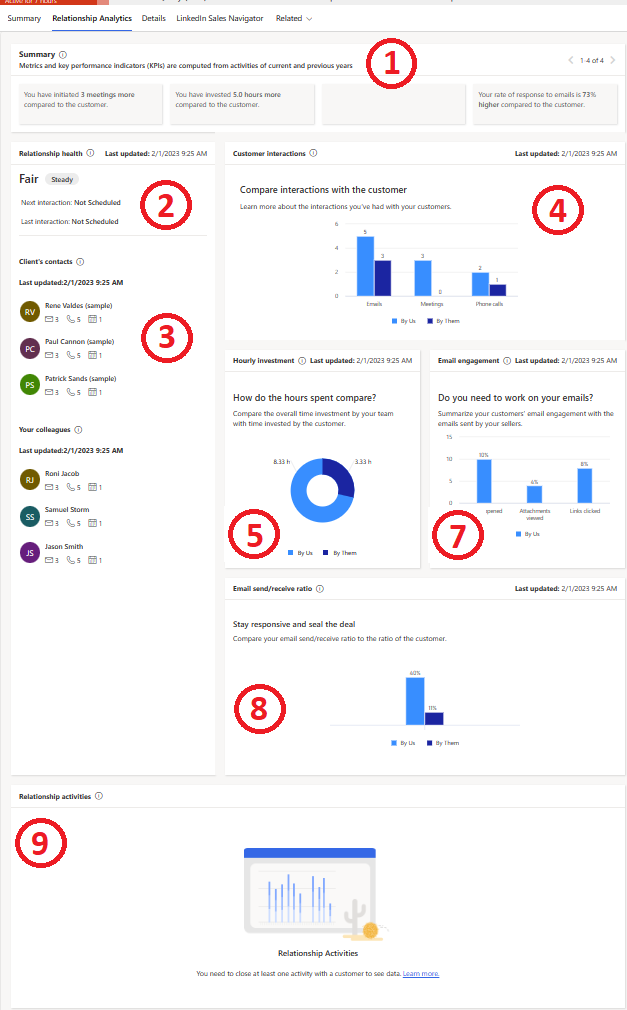 Active for 7 hours
Summary Relationship Analytics Details LinkedIn Sales Navigator Related
Summary
Metrics and key performance indicators (KPIs) are computed from activities of current and previous years
1
1-4 of 4
You have initiated 3 meetings more
compared to the customer.
You have invested 5.0 hours more
compared to the customer.
Your rate of response to emails is 73%
higher compared to the customer.
Relationship health Last updated: 2/1/2023 9:25 AM
Fair Steady
Next interaction: Not Scheduled
Last interaction: Not Scheduled
2
Client's contacts
Last updated:2/1/2023 9:25 AM
RV Rene Valdes (sample)
3 5 1
PC Paul Cannon (sample)
3 5 1
PS Patrick Sands (sample)
3 5 1
3
Your colleagues
Last updated:2/1/2023 9:25 AM
RJ Roni Jacob
3 5 1
SS Samuel Storm
3 5 1
JS Jason Smith
3 5 1
Customer interactions Last updated: 2/1/2023 9:25 AM
Compare interactions with the customer
Learn more about the interactions you've had with your customers.
4
6
4
2
0
5 3 3 0 2 1
Emails Meetings Phone calls
By Us By Them
Hourly investment Last updated: 2/1/2023 9:25 AM
How do the hours spent compare?
Compare the overall time investment by your team
with time invested by the customer.
8.33 h 3.33 h
5
By Us By Them
Email engagement Last updated: 2/1/2023 9:25 AM
Do you need to work on your emails?
Summarize your customers' email engagement with the
emails sent by your sellers.
15
10
5
0
10% 4% 8%
pened Attachments Links clicked
viewed
7
By Us
Email send/receive ratio Last updated: 2/1/2023 9:25 AM
Stay responsive and seal the deal
Compare your email send/receive ratio to the ratio of the customer.
40%
11%
8
By Us By Them
Relationship activities
9
Relationship Activities
You need to close at least one activity with a customer to see data. Learn more.